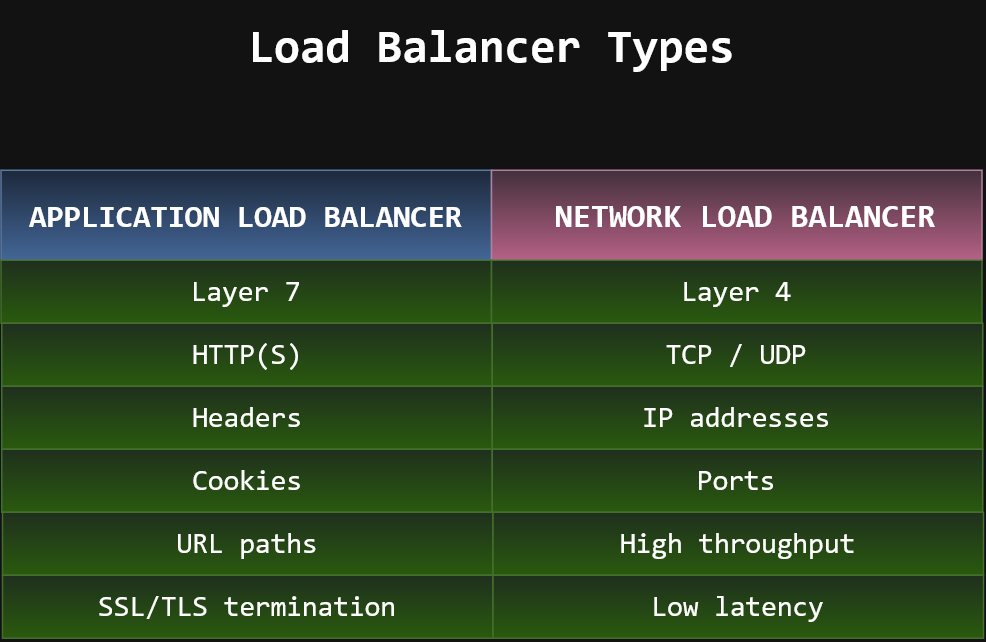 Load Balancer Types
APPLICATION LOAD BALANCER
NETWORK LOAD BALANCER
Layer 7
Layer 4
HTTP(S)
TCP / UDP
Headers
IP addresses
Cookies
Ports
URL paths
High throughput
SSL/TLS termination
Low latency